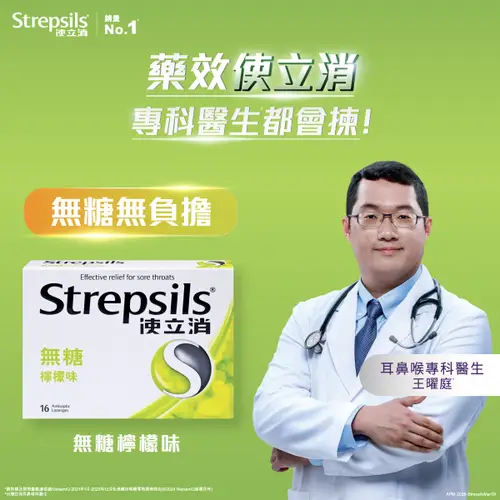 Strepsils®
使立消
銷量
No.1
藥效使立消
專科醫生都會揀!
無糖無負擔
Effective relief for sore throats
Strepsils®
使立消
無糖
檸檬味
16 Antiseptic
Lozenges
無糖檸檬味
耳鼻喉專科醫生
王曜庭